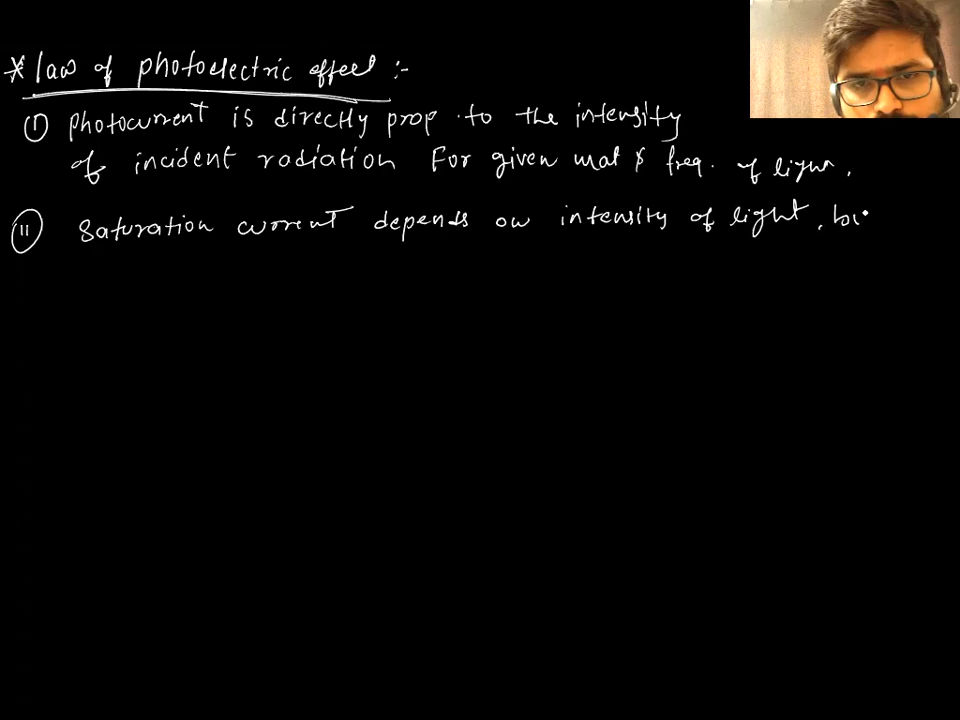 * law of photoelectric effect :-
(i) photocurrent is directly prop. to the intensity
of incident radiation For given mat & freq. of light.
(ii) Saturation current depends on intensity of light, bu